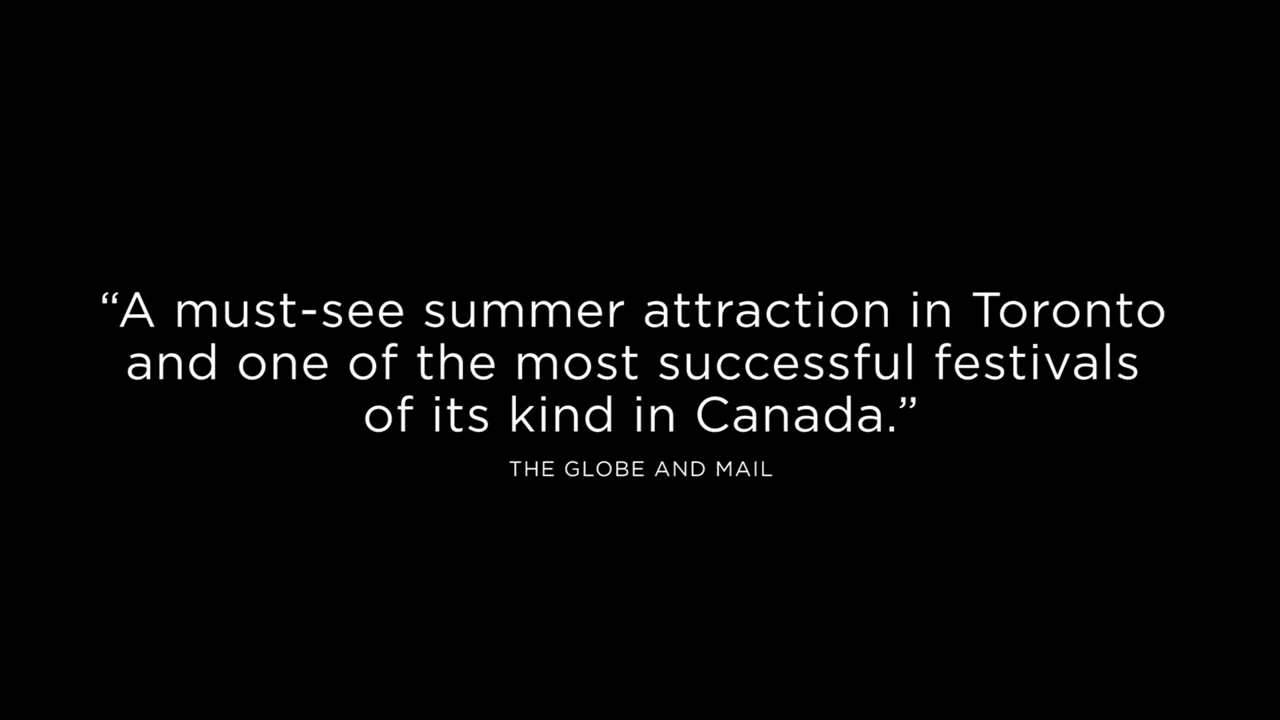 “A must-see summer attraction in Toronto
and one of the most successful festivals
of its kind in Canada.”
THE GLOBE AND MAIL